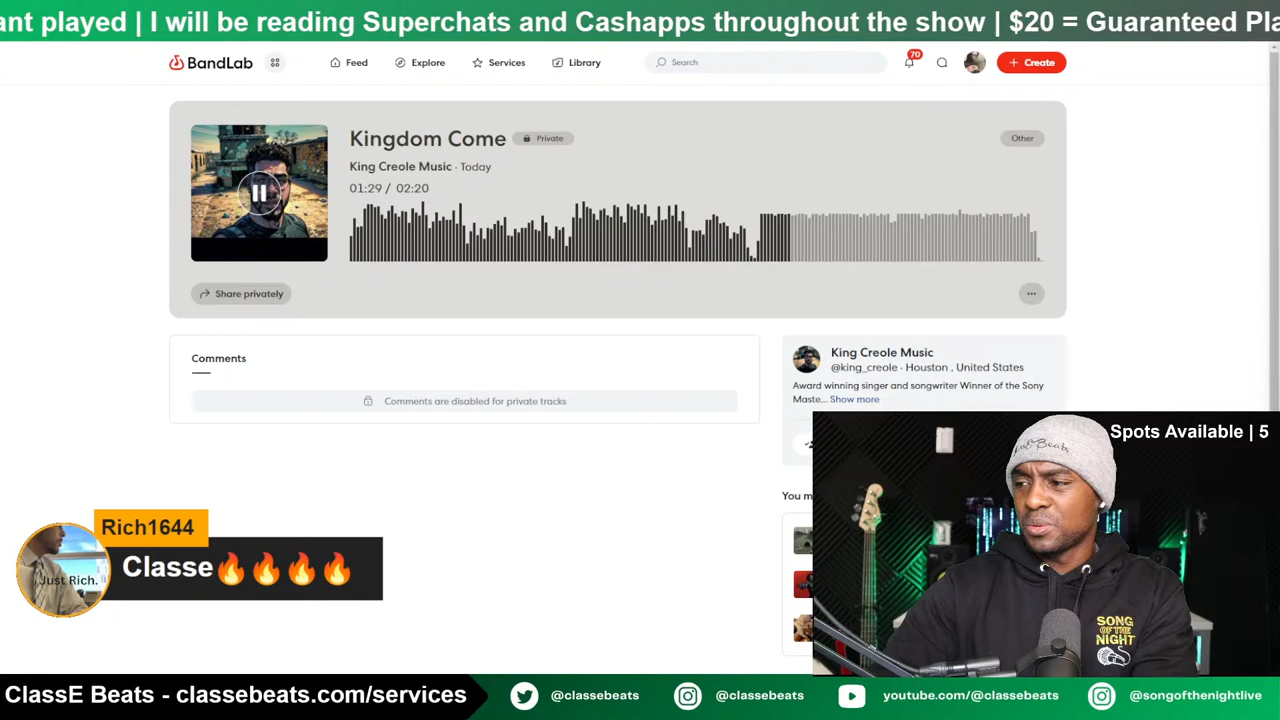 ant played | I will be reading Superchats and Cashapps throughout the show | $20 = Guaranteed Pla
BandLab
Feed
Explore
Services
Library
Search
70
Create
Kingdom Come
Private
Other
King Creole Music · Today
01:29 / 02:20
Share privately
Comments
Comments are disabled for private tracks
King Creole Music
@king_creole · Houston , United States
Award winning singer and songwriter Winner of the Sony
Maste... Show more
You m
Spots Available | 5
SONG
OF THE
NIGHT
Rich1644
Classe🔥🔥🔥🔥
Just Rich.
ClassE Beats - classebeats.com/services
@classebeats
@classebeats
youtube.com/@classebeats
@songofthenightlive